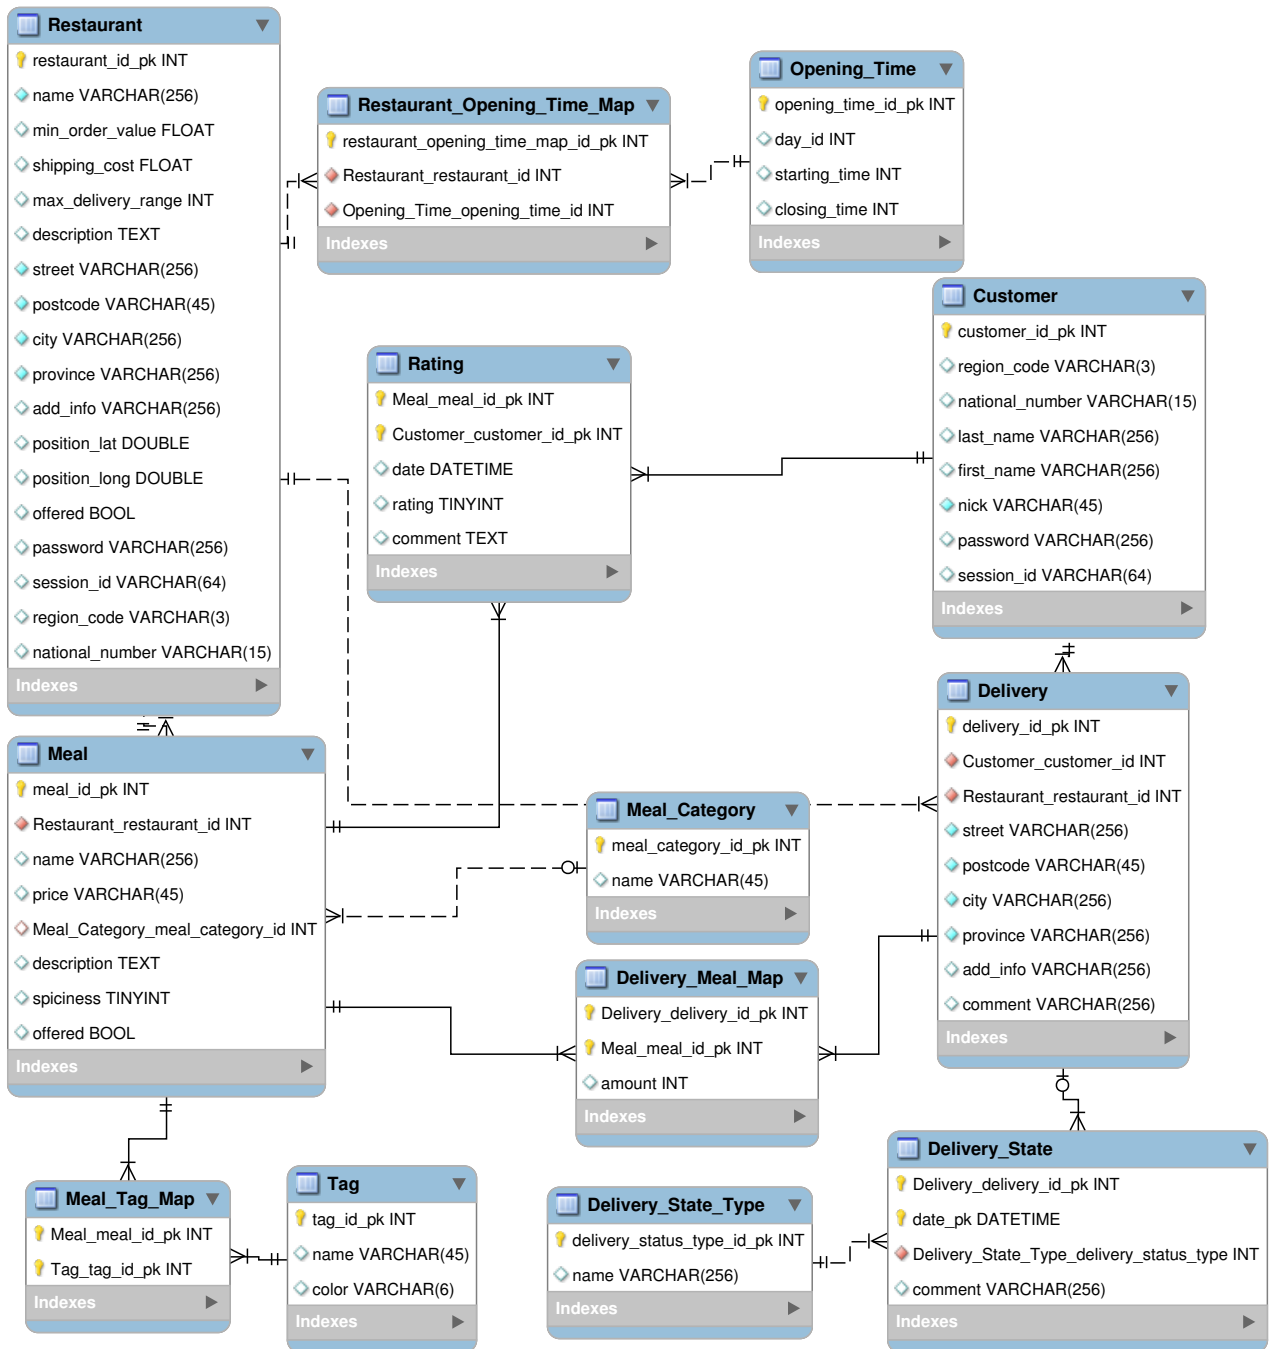 Restaurant
restaurant_id_pk INT
name VARCHAR(256)
min_order_value FLOAT
shipping_cost FLOAT
max_delivery_range INT
description TEXT
street VARCHAR(256)
postcode VARCHAR(45)
city VARCHAR(256)
province VARCHAR(256)
add_info VARCHAR(256)
position_lat DOUBLE
position_long DOUBLE
offered BOOL
password VARCHAR(256)
session_id VARCHAR(64)
region_code VARCHAR(3)
national_number VARCHAR(15)
Indexes
Restaurant_Opening_Time_Map
restaurant_opening_time_map_id_pk INT
Restaurant_restaurant_id INT
Opening_Time_opening_time_id INT
Indexes
Opening_Time
opening_time_id_pk INT
day_id INT
starting_time INT
closing_time INT
Indexes
Rating
Meal_meal_id_pk INT
Customer_customer_id_pk INT
date DATETIME
rating TINYINT
comment TEXT
Indexes
Customer
customer_id_pk INT
region_code VARCHAR(3)
national_number VARCHAR(15)
last_name VARCHAR(256)
first_name VARCHAR(256)
nick VARCHAR(45)
password VARCHAR(256)
session_id VARCHAR(64)
Indexes
Meal
meal_id_pk INT
Restaurant_restaurant_id INT
name VARCHAR(256)
price VARCHAR(45)
Meal_Category_meal_category_id INT
description TEXT
spiciness TINYINT
offered BOOL
Indexes
Meal_Category
meal_category_id_pk INT
name VARCHAR(45)
Indexes
Delivery
delivery_id_pk INT
Customer_customer_id INT
Restaurant_restaurant_id INT
street VARCHAR(256)
postcode VARCHAR(45)
city VARCHAR(256)
province VARCHAR(256)
add_info VARCHAR(256)
comment VARCHAR(256)
Indexes
Delivery_Meal_Map
Delivery_delivery_id_pk INT
Meal_meal_id_pk INT
amount INT
Indexes
Meal_Tag_Map
Meal_meal_id_pk INT
Tag_tag_id_pk INT
Indexes
Tag
tag_id_pk INT
name VARCHAR(45)
color VARCHAR(6)
Indexes
Delivery_State_Type
delivery_status_type_id_pk INT
name VARCHAR(256)
Indexes
Delivery_State
Delivery_delivery_id_pk INT
date_pk DATETIME
Delivery_State_Type_delivery_status_type INT
comment VARCHAR(256)
Indexes